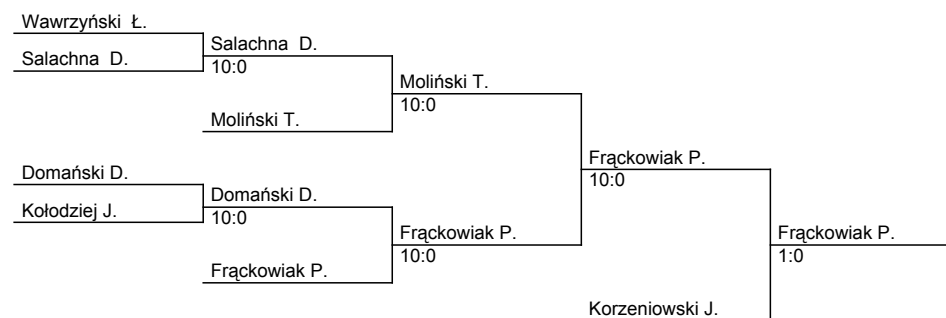 Wawrzyński Ł.
Salachna D.
Salachna D.
10:0
Moliński T.
Moliński T.
10:0
Domański D.
Kołodziej J.
Domański D.
10:0
Frąckowiak P.
Frąckowiak P.
10:0
Frąckowiak P.
10:0
Korzeniowski J.
Frąckowiak P.
1:0